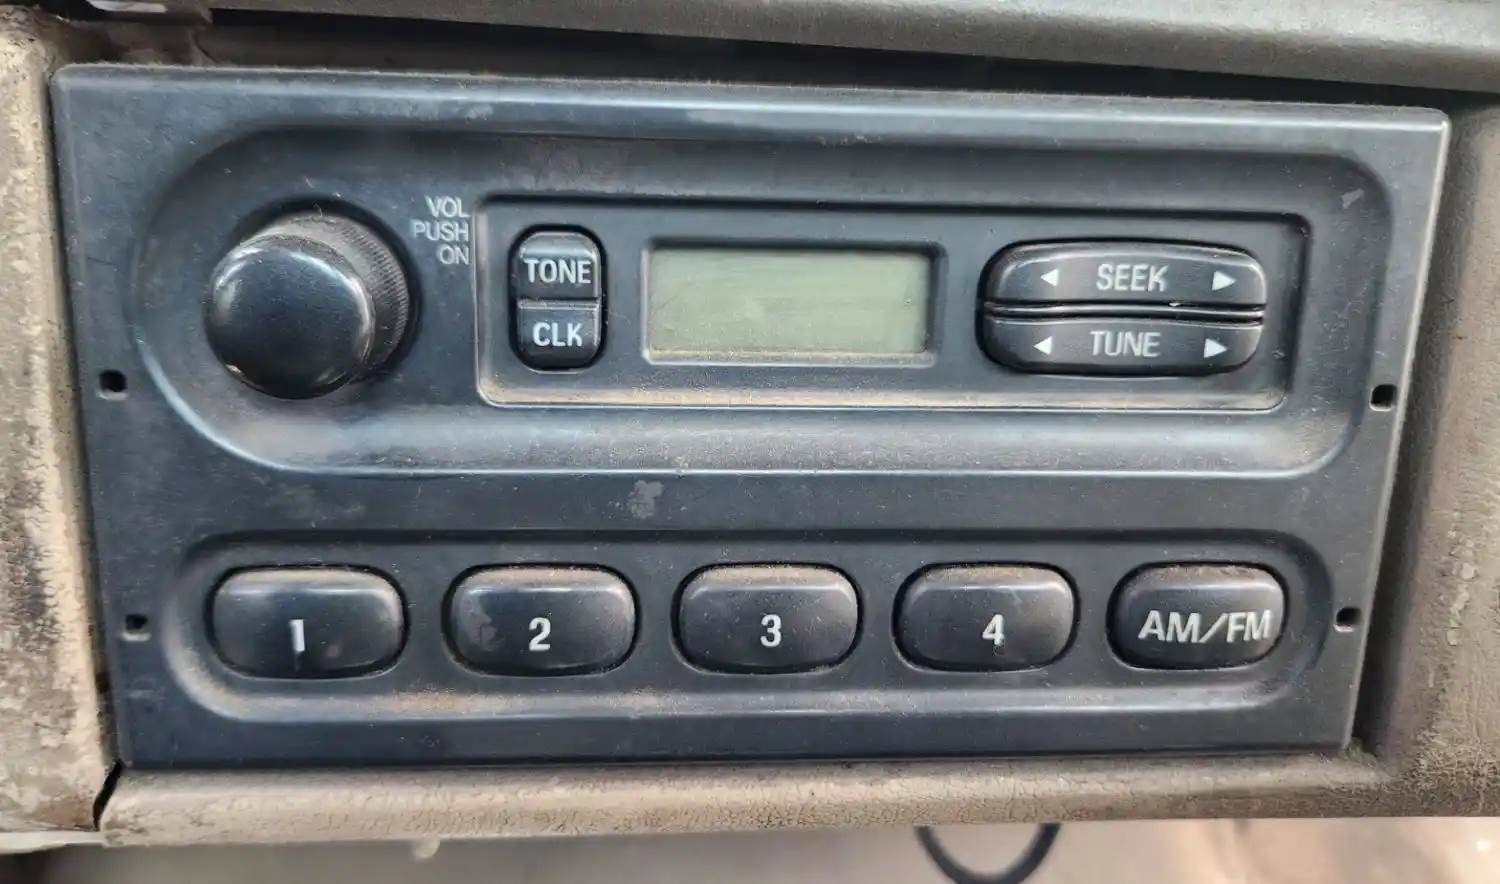 VOL
PUSH
ON
TONE
CLK
SEEK
TUNE
1
2
3
4
AM/FM